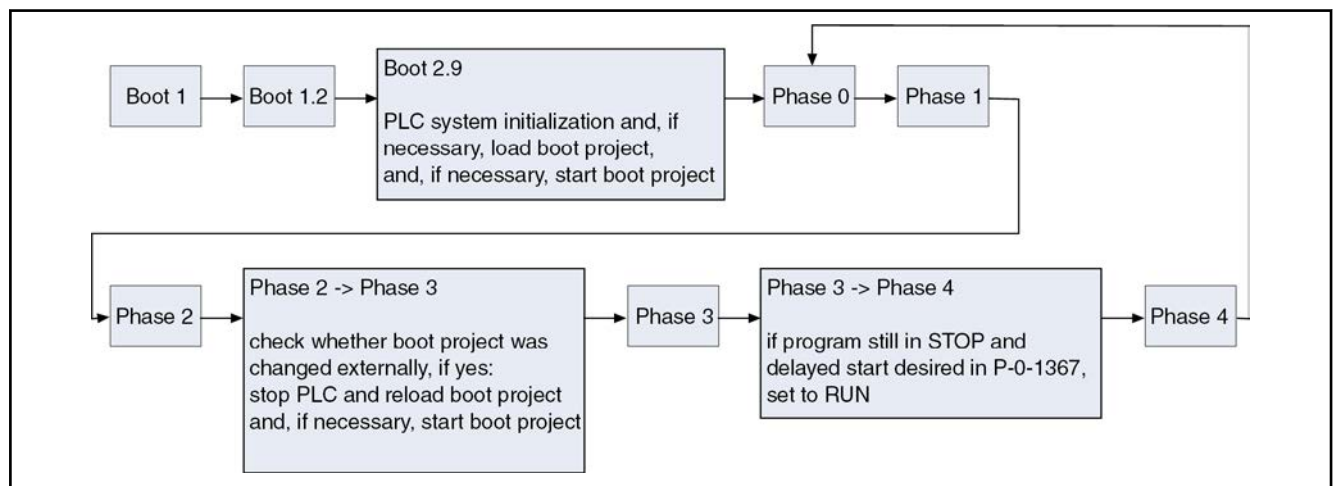 Boot 1
Boot 1.2
Boot 2.9
PLC system initialization and, if
necessary, load boot project,
and, if necessary, start boot project
Phase 0
Phase 1
Phase 2
Phase 2 -> Phase 3
check whether boot project was
changed externally, if yes:
stop PLC and reload boot project
and, if necessary, start boot project
Phase 3
Phase 3 -> Phase 4
if program still in STOP and
delayed start desired in P-0-1367,
set to RUN
Phase 4